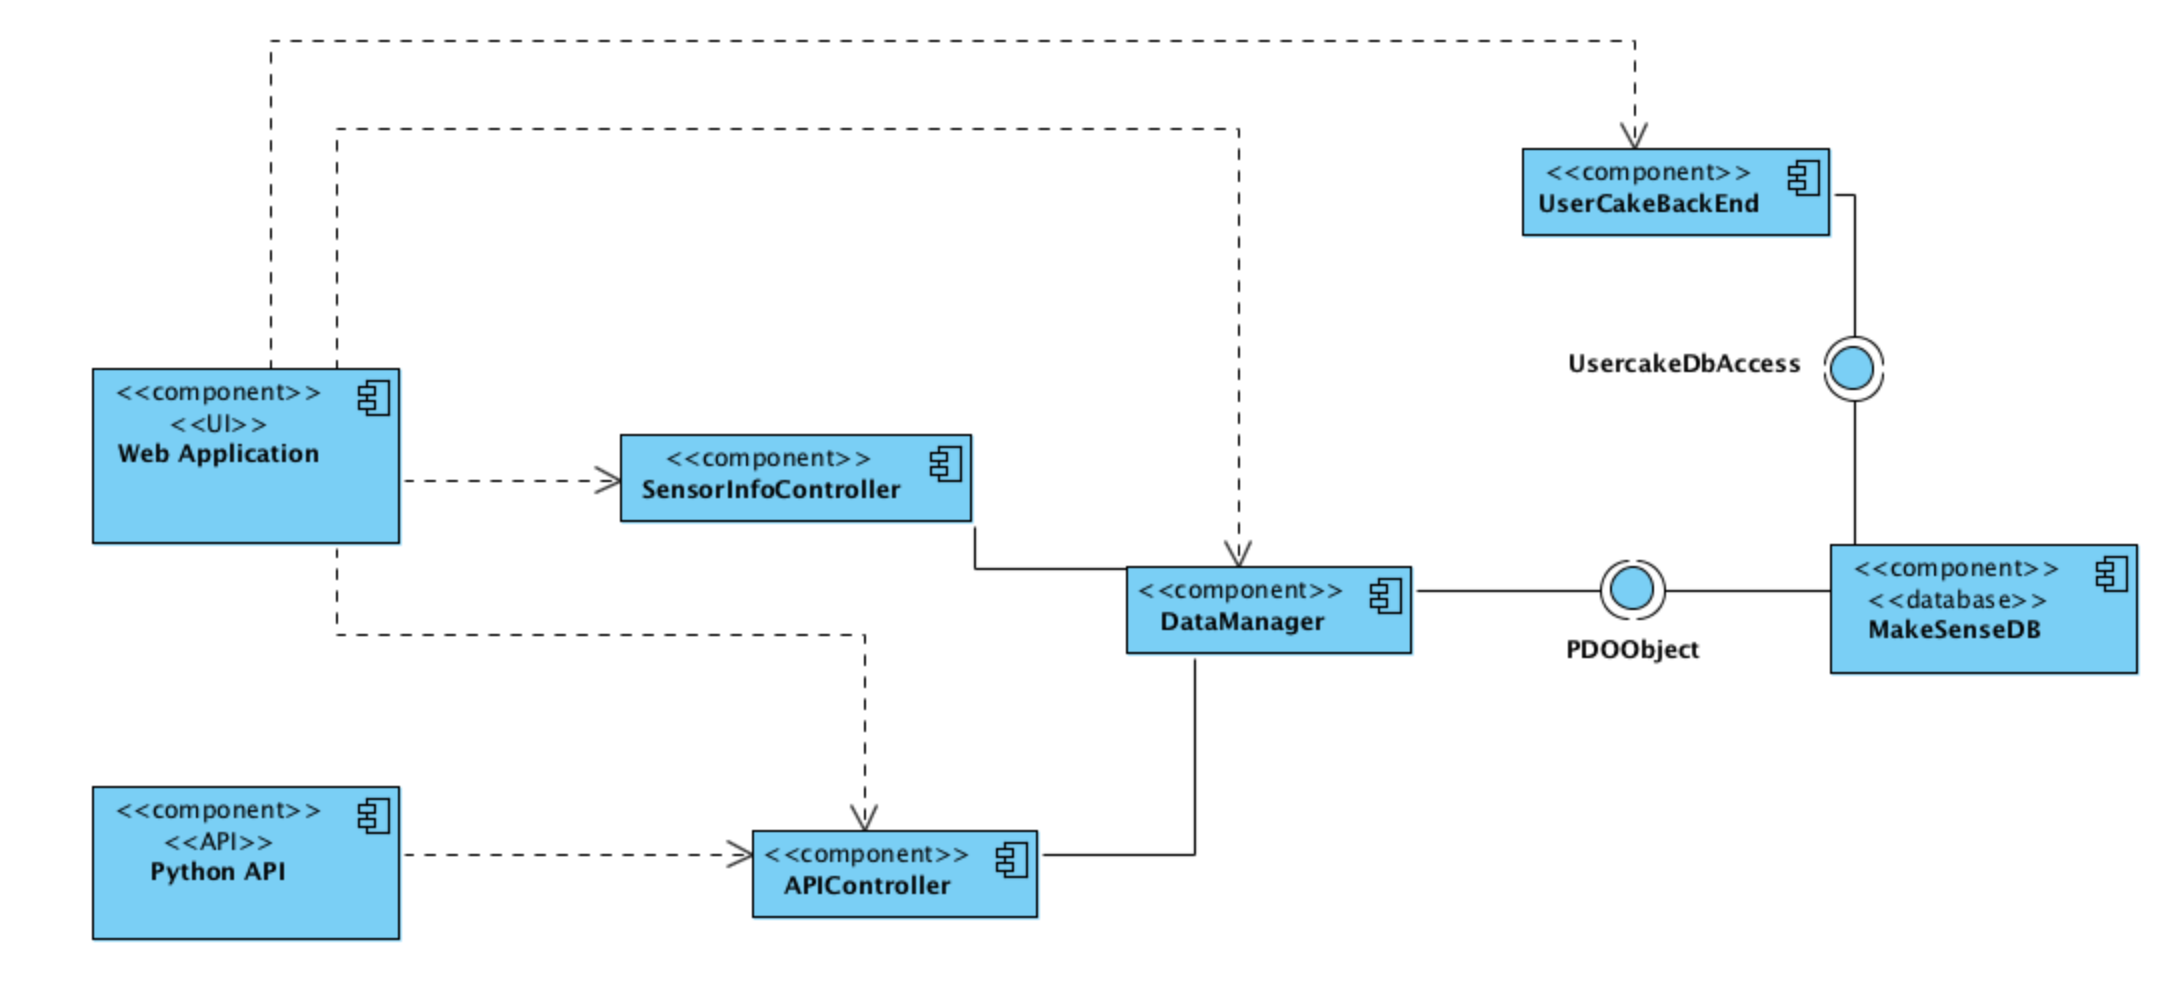 <<component>>
UserCakeBackEnd
UsercakeDbAccess
<<component>>
<<UI>>
Web Application
<<component>>
SensorInfoController
<<component>>
DataManager
PDOObject
<<component>>
<<database>>
MakeSenseDB
<<component>>
<<API>>
Python API
<<component>>
APIController